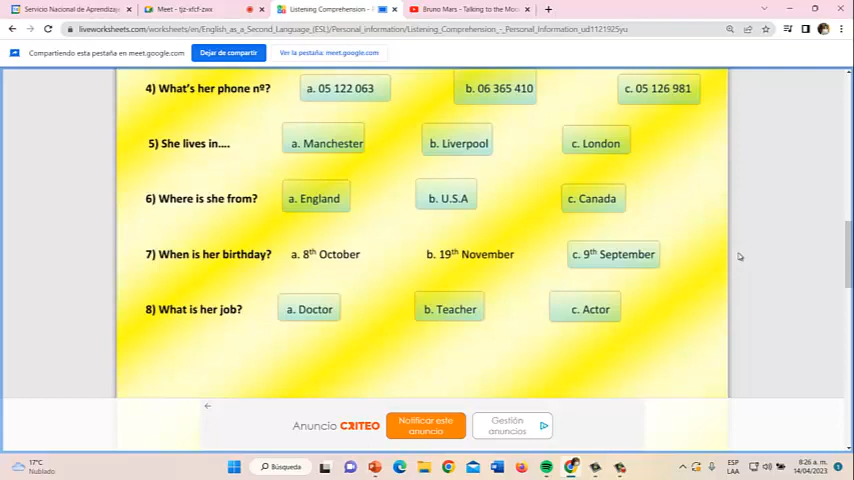 Servicio Nacional de Aprendizaj
Meet - tjz-xfcf-zwx
Listening Comprehension -
Bruno Mars - Talking to the Moo
liveworksheets.com/worksheets/en/English_as_a_Second_Language_(ESL)/Personal_information/Listening_Comprehension_-_Personal_Information_ud1121925yu
Compartiendo esta pestaña en meet.google.com
Dejar de compartir
Ver la pestaña: meet.google.com
4) What's her phone nº? a. 05 122 063 b. 06 365 410 c. 05 126 981
5) She lives in.... a. Manchester b. Liverpool c. London
6) Where is she from? a. England b. U.S.A c. Canada
7) When is her birthday? a. 8th October b. 19th November c. 9th September
8) What is her job? a. Doctor b. Teacher c. Actor
Anuncio CRITEO
Notificar este anuncio
Gestión anuncios
17°C
Nublado
Búsqueda
ESP
LAA
8:26 a. m.
14/04/2023